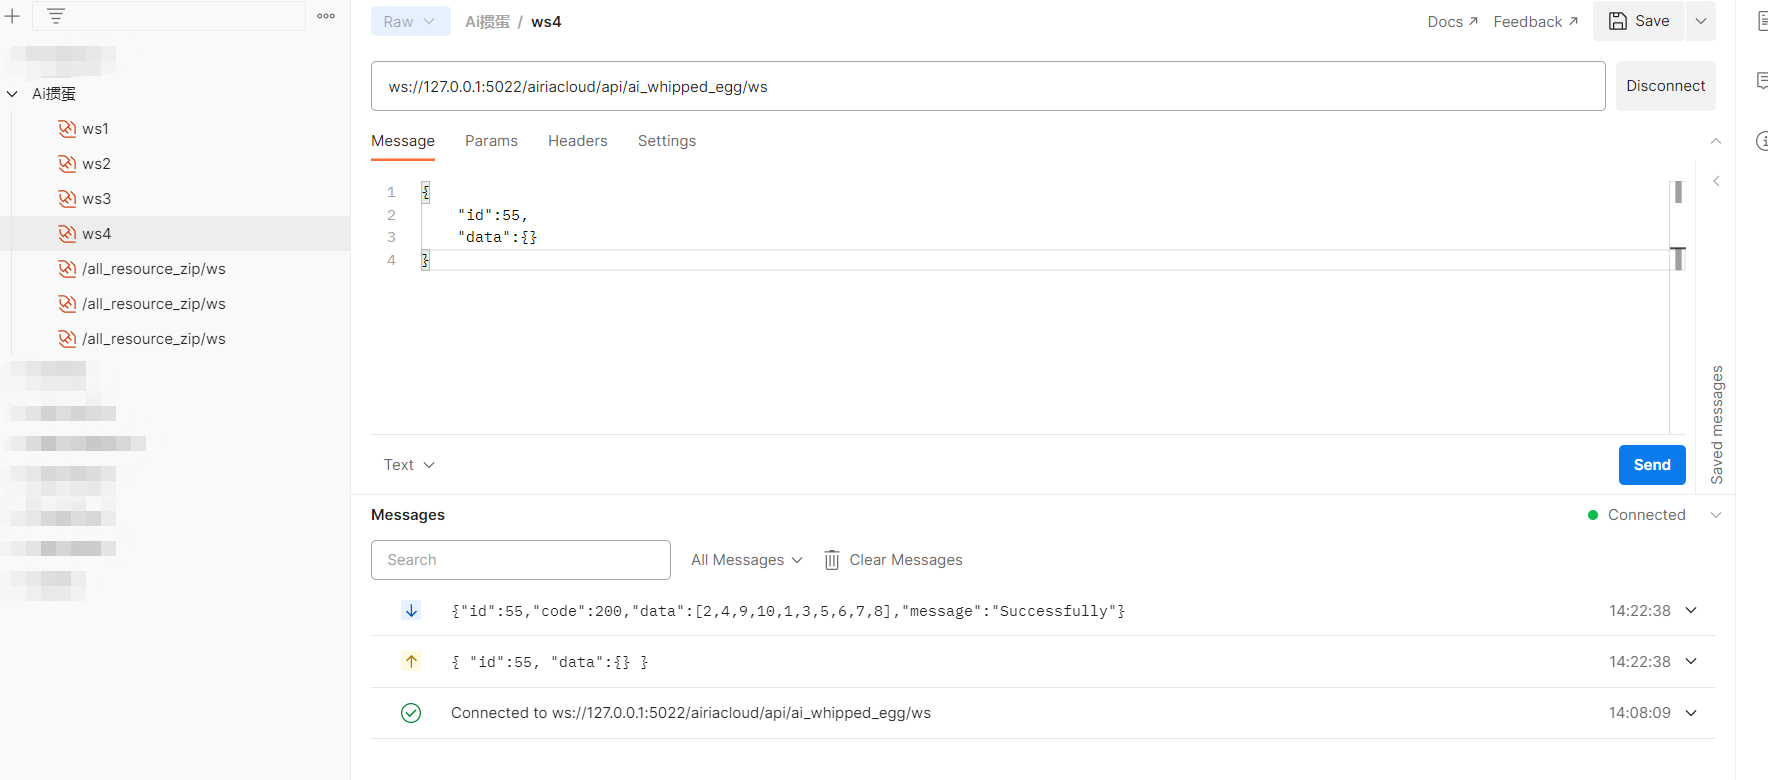 Raw
Ai掼蛋 / ws4
Docs
Feedback
Save
Ai掼蛋
ws1
ws2
ws3
ws4
/all_resource_zip/ws
/all_resource_zip/ws
/all_resource_zip/ws
ws://127.0.0.1:5022/airiacloud/api/ai_whipped_egg/ws
Disconnect
Message
Params
Headers
Settings
1 {
2 "id":55,
3 "data":{}
4 }
Saved messages
Text
Send
Messages
Connected
Search
All Messages
Clear Messages
{"id":55,"code":200,"data":[2,4,9,10,1,3,5,6,7,8],"message":"Successfully"}
14:22:38
{ "id":55, "data":{} }
14:22:38
Connected to ws://127.0.0.1:5022/airiacloud/api/ai_whipped_egg/ws
14:08:09